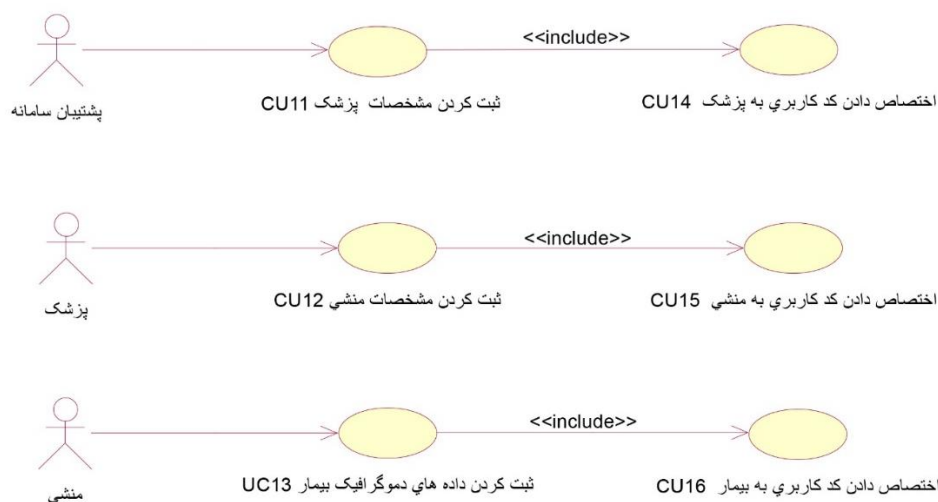 <<include>>
پشتيبان سامانه
ثبت کردن مشخصات پزشک CU11
اختصاص دادن کد کاربري به پزشک CU14
<<include>>
پزشک
ثبت کردن مشخصات منشي CU12
اختصاص دادن کد کاربري به منشي CU15
<<include>>
منشي
ثبت کردن داده هاي دموگرافيک بيمار UC13
اختصاص دادن کد کاربري به بيمار CU16